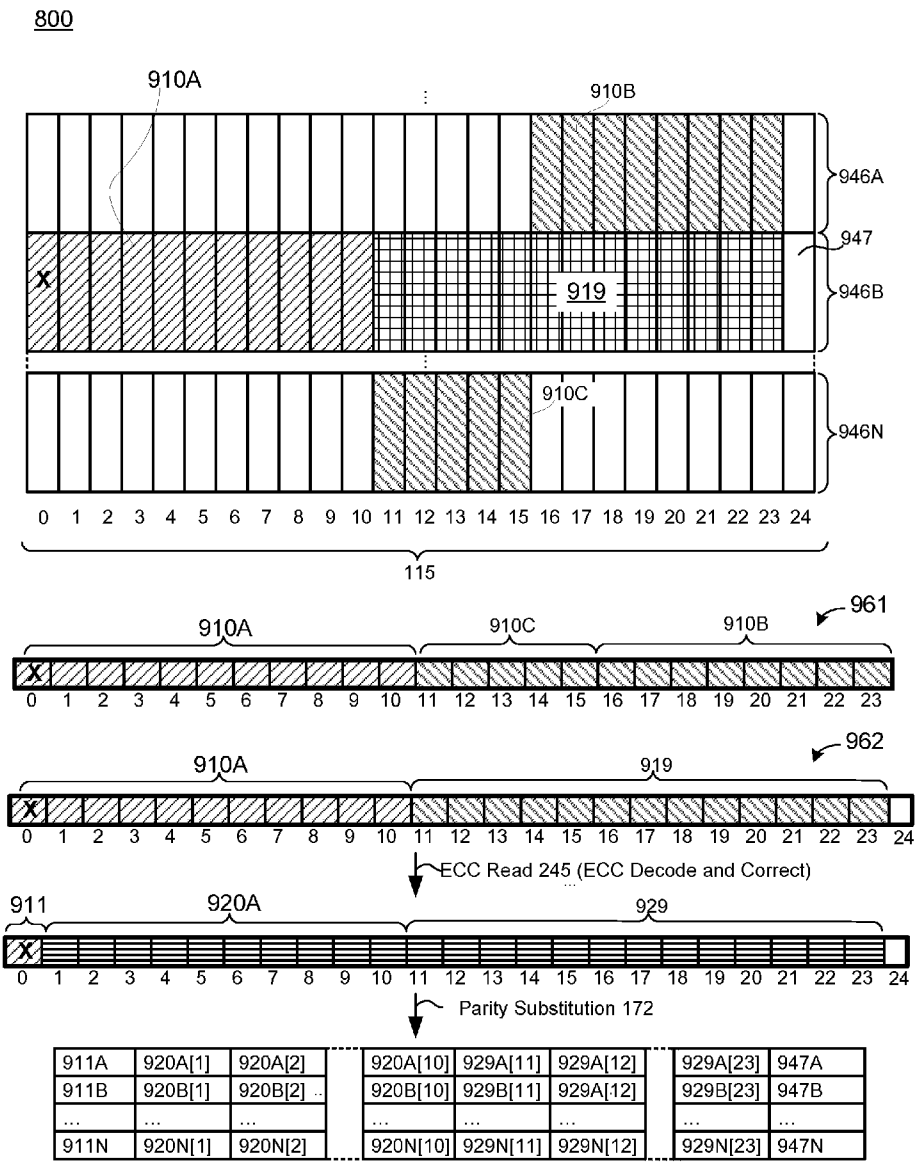 800
910A
⋮
910B
946A
X
919
947
946B
⋮
910C
946N
0 1 2 3 4 5 6 7 8 9 10 11 12 13 14 15 16 17 18 19 20 21 22 23 24
115
961
910A 910C 910B
X
0 1 2 3 4 5 6 7 8 9 10 11 12 13 14 15 16 17 18 19 20 21 22 23
962
910A 919
X
0 1 2 3 4 5 6 7 8 9 10 11 12 13 14 15 16 17 18 19 20 21 22 23 24
ECC Read 245 (ECC Decode and Correct)
...
911 920A 929
X
0 1 2 3 4 5 6 7 8 9 10 11 12 13 14 15 16 17 18 19 20 21 22 23 24
Parity Substitution 172
911A 920A[1] 920A[2] 920A[10] 929A[11] 929A[12] 929A[23] 947A
911B 920B[1] 920B[2] .. 920B[10] 929B[11] 929A[.12] 929B[23] 947B
... ... ... ... ... ... ... ...
911N 920N[1] 920N[2] 920N[10] 929N[11] 929N[12] 929N[23] 947N